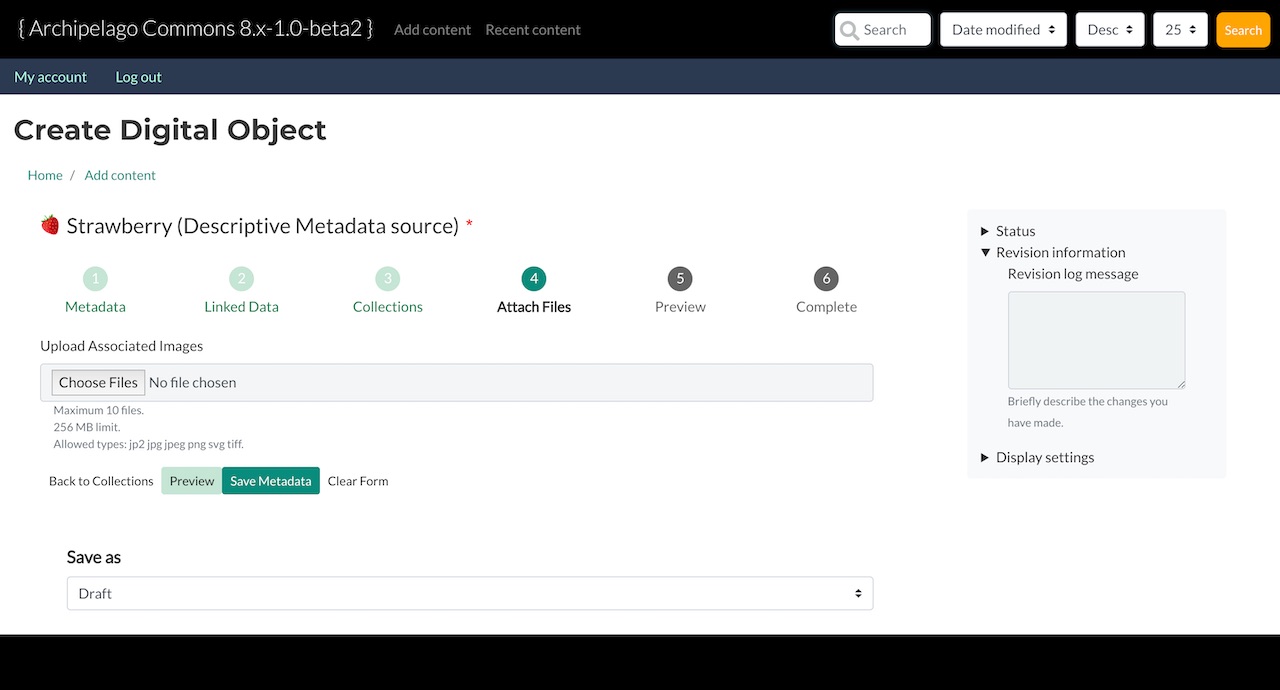 { Archipelago Commons 8.x-1.0-beta2 } Add content Recent content Search Date modified Desc 25 Search
My account Log out
Create Digital Object
Home / Add content
Strawberry (Descriptive Metadata source) *
1 2 3 4 5 6
Metadata Linked Data Collections Attach Files Preview Complete
Upload Associated Images
Choose Files No file chosen
Maximum 10 files.
256 MB limit.
Allowed types: jp2 jpg jpeg png svg tiff.
Back to Collections Preview Save Metadata Clear Form
Save as
Draft
Status
Revision information
Revision log message
Briefly describe the changes you
have made.
Display settings